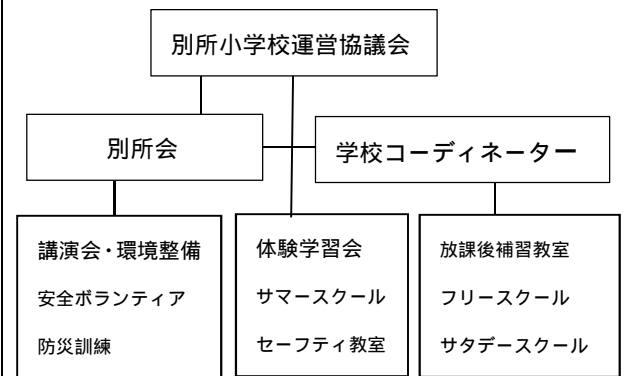 別所小学校運営協議会
別所会
学校コーディネーター
講演会・環境整備
安全ボランティア
防災訓練
体験学習会
サマースクール
セーフティ教室
放課後補習教室
フリースクール
サタデースクール